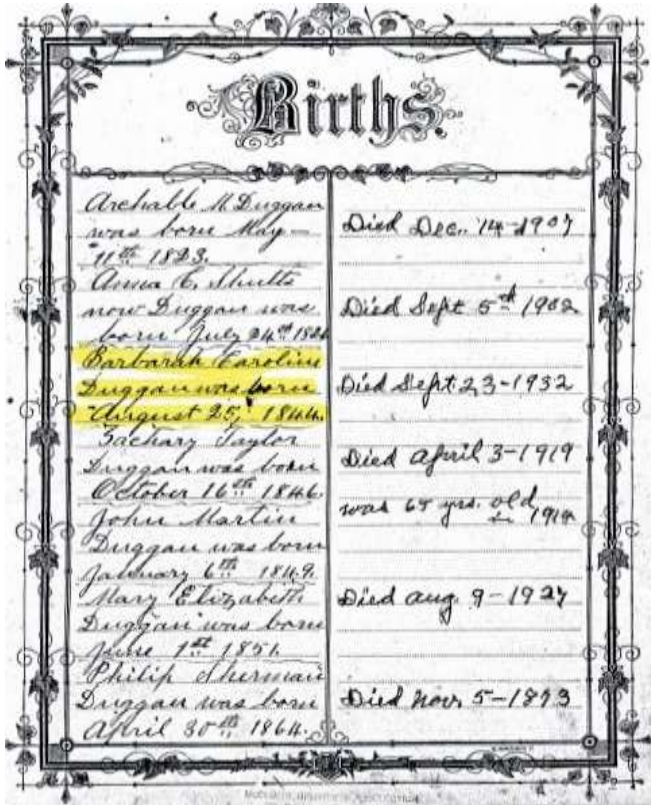 Births
Archable M Duggan
was born May
11th 1823.
Anna C. Shutts
now Duggan was
born July 24th
Barbarah Caroline
Duggan was born
August 25, 1844.
Zachary Taylor
Duggan was born
October 16th 1846.
John Martin
Duggan was born
January 6th 1849.
Mary Elizabeth
Duggan was born
June 1st 1851.
Philip Sherman
Duggan was born
April 30th 1864.
Died Dec. 14-1907
Died Sept 5th 1902
Died Sept. 23-1932
Died April 3-1919
was 65 yrs. old
in 1914
Died Aug 9-1927
Died Nov. 5-1893